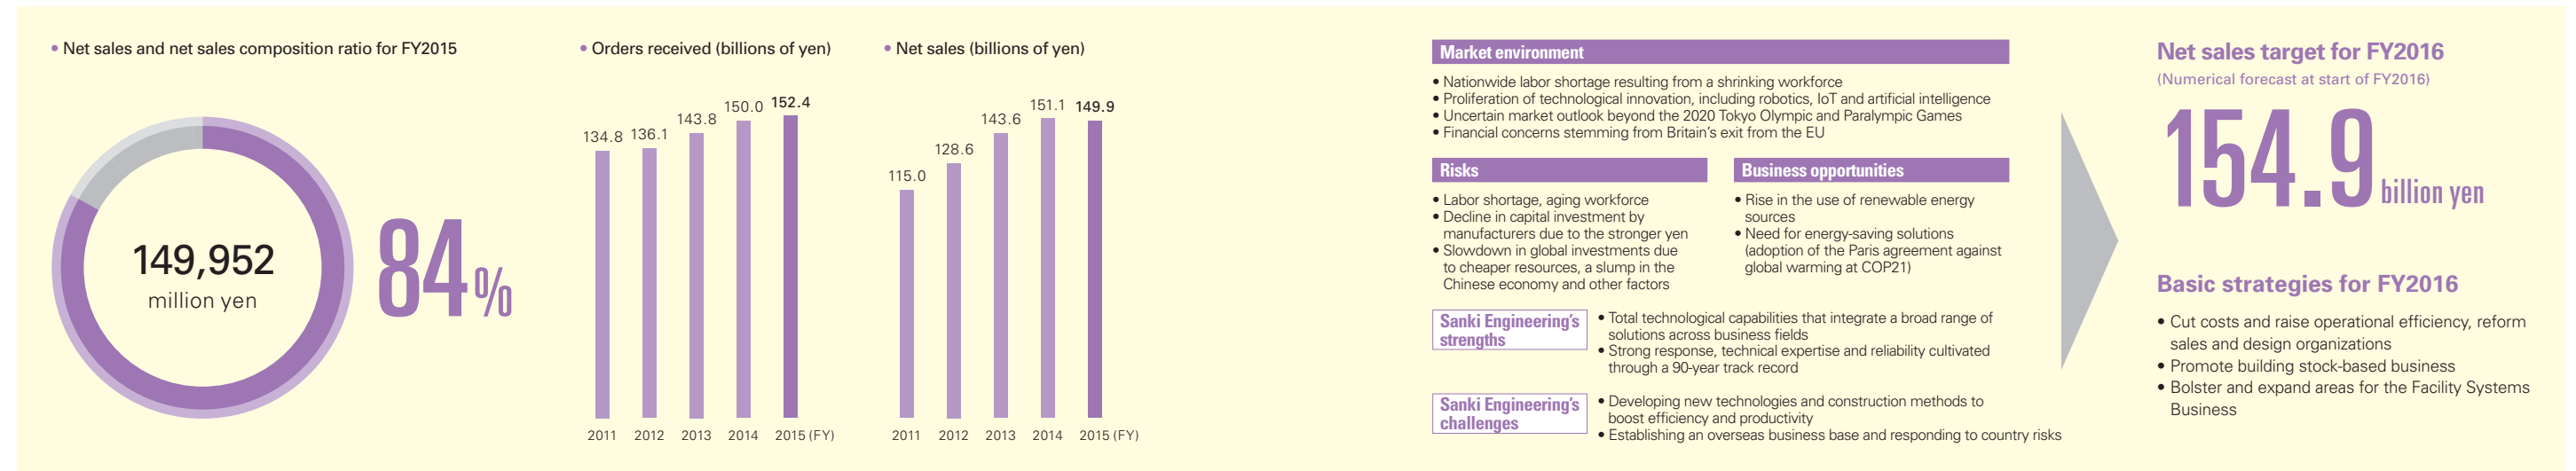 • Net sales and net sales composition ratio for FY2015
149,952
million yen
84%
• Orders received (billions of yen)
134.8 136.1 143.8 150.0 152.4
2011 2012 2013 2014 2015 (FY)
• Net sales (billions of yen)
115.0 128.6 143.6 151.1 149.9
2011 2012 2013 2014 2015 (FY)
Market environment
• Nationwide labor shortage resulting from a shrinking workforce
• Proliferation of technological innovation, including robotics, IoT and artificial intelligence
• Uncertain market outlook beyond the 2020 Tokyo Olympic and Paralympic Games
• Financial concerns stemming from Britain's exit from the EU
Risks
• Labor shortage, aging workforce
• Decline in capital investment by
manufacturers due to the stronger yen
• Slowdown in global investments due
to cheaper resources, a slump in the
Chinese economy and other factors
Business opportunities
• Rise in the use of renewable energy
sources
• Need for energy-saving solutions
(adoption of the Paris agreement against
global warming at COP21)
Sanki Engineering's
strengths
• Total technological capabilities that integrate a broad range of
solutions across business fields
• Strong response, technical expertise and reliability cultivated
through a 90-year track record
Sanki Engineering's
challenges
• Developing new technologies and construction methods to
boost efficiency and productivity
• Establishing an overseas business base and responding to country risks
Net sales target for FY2016
(Numerical forecast at start of FY2016)
154.9 billion yen
Basic strategies for FY2016
• Cut costs and raise operational efficiency, reform
sales and design organizations
• Promote building stock-based business
• Bolster and expand areas for the Facility Systems
Business